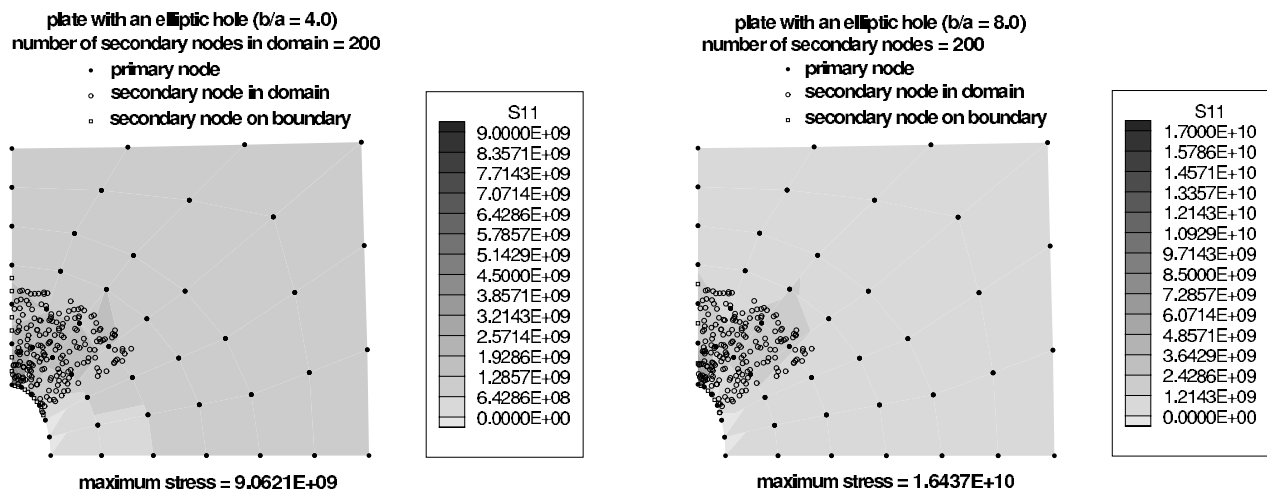 plate with an elliptic hole (b/a = 4.0)
number of secondary nodes in domain = 200
primary node
secondary node in domain
secondary node on boundary
S11
9.0000E+09
8.3571E+09
7.7143E+09
7.0714E+09
6.4286E+09
5.7857E+09
5.1429E+09
4.5000E+09
3.8571E+09
3.2143E+09
2.5714E+09
1.9286E+09
1.2857E+09
6.4286E+08
0.0000E+00
maximum stress = 9.0621E+09
plate with an elliptic hole (b/a = 8.0)
number of secondary nodes = 200
primary node
secondary node in domain
secondary node on boundary
S11
1.7000E+10
1.5786E+10
1.4571E+10
1.3357E+10
1.2143E+10
1.0929E+10
9.7143E+09
8.5000E+09
7.2857E+09
6.0714E+09
4.8571E+09
3.6429E+09
2.4286E+09
1.2143E+09
0.0000E+00
maximum stress = 1.6437E+10